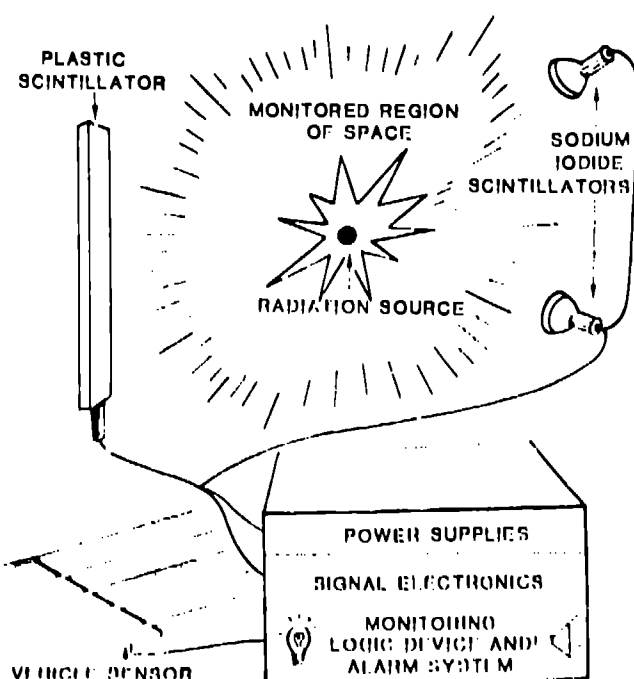 PLASTIC
SCINTILLATOR
MONITORED REGION
OF SPACE
SODIUM
IODIDE
SCINTILLATORS
RADIATION SOURCE
POWER SUPPLIES
SIGNAL ELECTRONICS
MONITORING
LOGIC DEVICE AND
ALARM SYSTEM
VEHICLE SENSOR